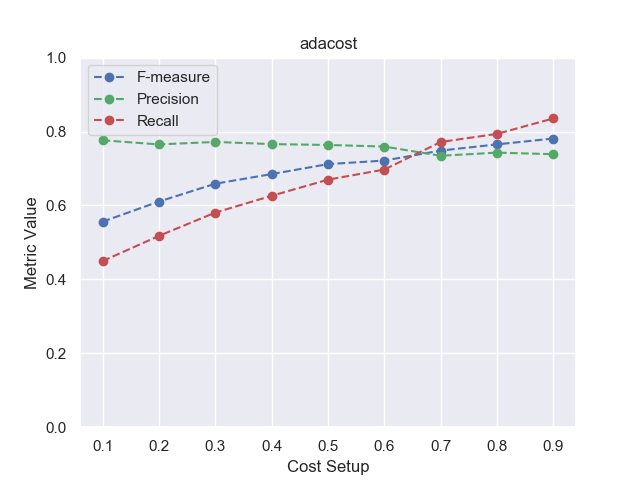 adacost
1.0
0.8
0.6
0.4
0.2
0.0
Metric Value
F-measure
Precision
Recall
0.1 0.2 0.3 0.4 0.5 0.6 0.7 0.8 0.9
Cost Setup